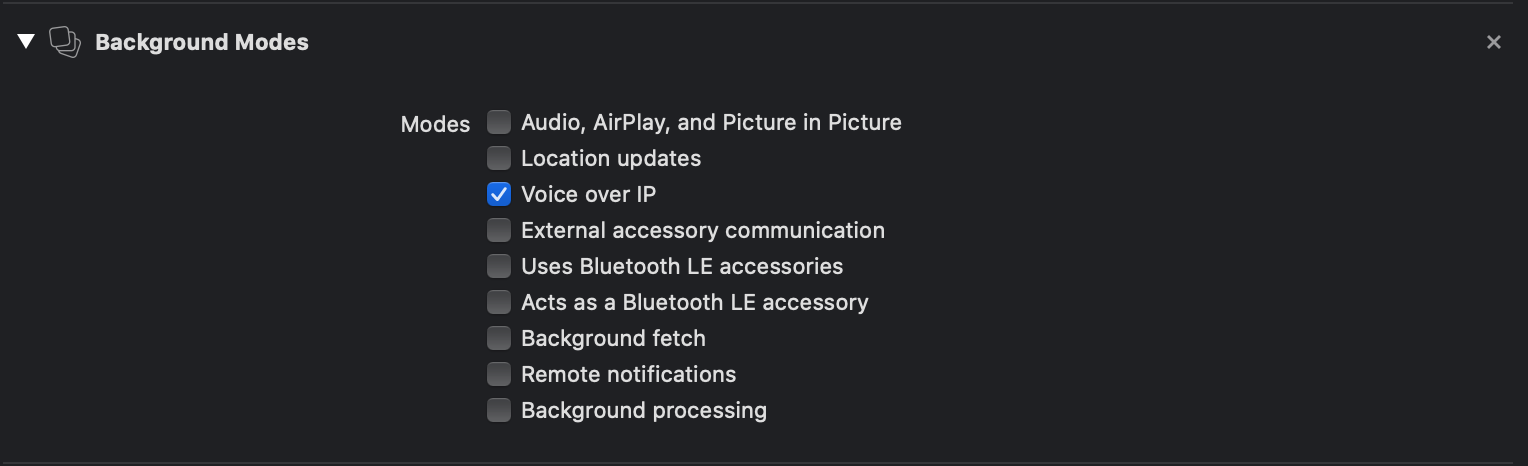 Background Modes
Modes
Audio, AirPlay, and Picture in Picture
Location updates
Voice over IP
External accessory communication
Uses Bluetooth LE accessories
Acts as a Bluetooth LE accessory
Background fetch
Remote notifications
Background processing